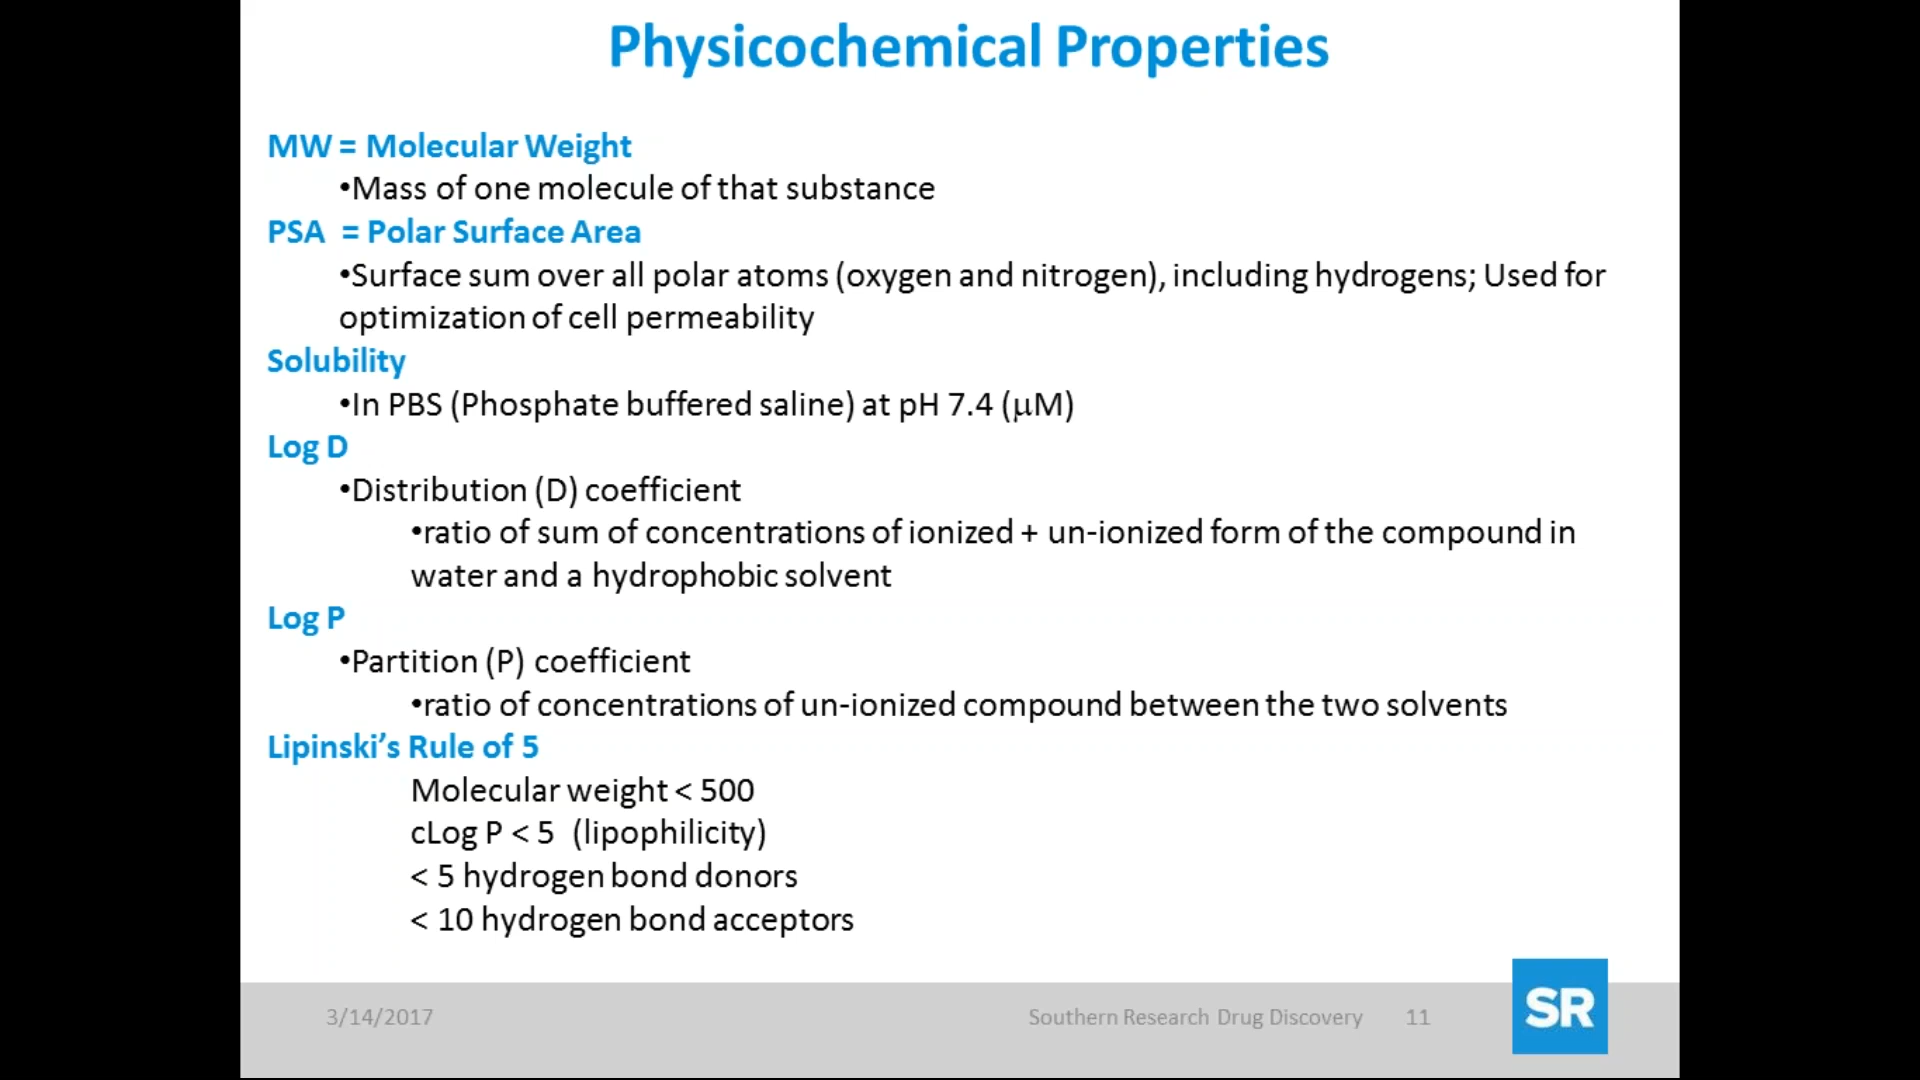 Physicochemical Properties
MW = Molecular Weight
•Mass of one molecule of that substance
PSA = Polar Surface Area
•Surface sum over all polar atoms (oxygen and nitrogen), including hydrogens; Used for
optimization of cell permeability
Solubility
•In PBS (Phosphate buffered saline) at pH 7.4 (µM)
Log D
•Distribution (D) coefficient
•ratio of sum of concentrations of ionized + un-ionized form of the compound in
water and a hydrophobic solvent
Log P
•Partition (P) coefficient
•ratio of concentrations of un-ionized compound between the two solvents
Lipinski’s Rule of 5
Molecular weight < 500
cLog P < 5 (lipophilicity)
< 5 hydrogen bond donors
< 10 hydrogen bond acceptors
3/14/2017
Southern Research Drug Discovery
11
SR